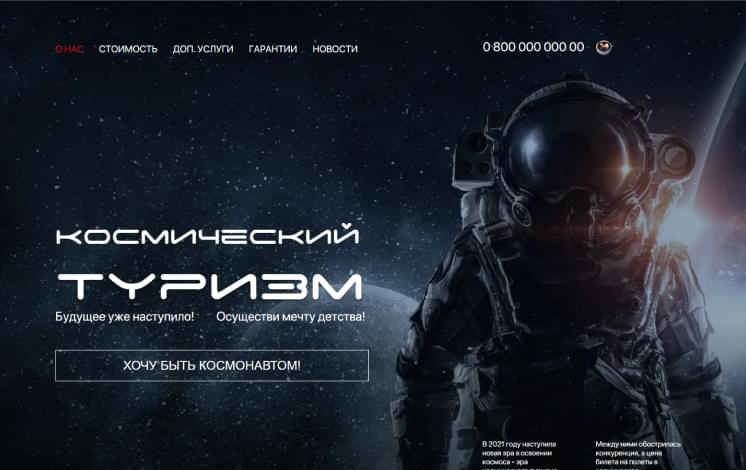 О НАС СТОИМОСТЬ ДОП. УСЛУГИ ГАРАНТИИ НОВОСТИ 0 800 000 000 00
КОСМИЧЕСКИЙ
ТУРИЗМ
Будущее уже наступило! Осуществи мечту детства!
ХОЧУ БЫТЬ КОСМОНАВТОМ!
В 2021 году наступила
новая эра в освоении
космоса - эра
Между ними обострилась
конкуренция, а цена
билета на полеты в